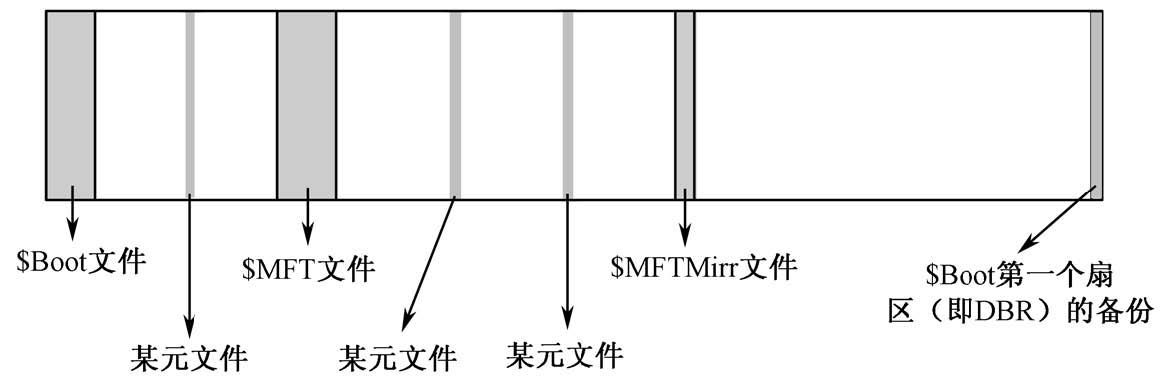 $Boot文件
$MFT文件
$MFTMirr文件
$Boot第一个扇
区（即DBR）的备份
某元文件
某元文件
某元文件